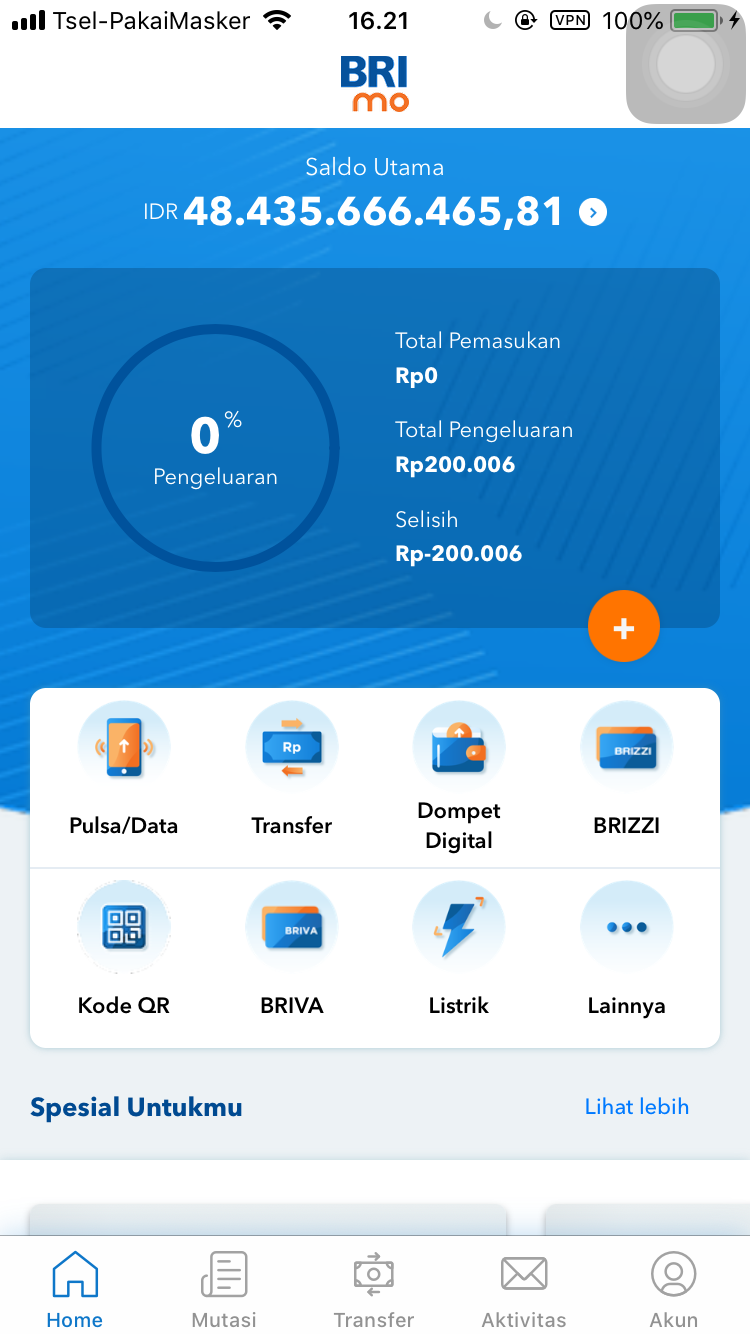 Tsel-PakaiMasker 16.21 VPN 100%
BRI
mo
Saldo Utama
IDR 48.435.666.465,81
Total Pemasukan
Rp0
0 %
Pengeluaran
Total Pengeluaran
Rp200.006
Selisih
Rp-200.006
+
Rp
BRIZZI
Pulsa/Data
Transfer
Dompet
Digital
BRIZZI
BRIVA
Kode QR
BRIVA
Listrik
Lainnya
Spesial Untukmu
Lihat lebih
Home
Mutasi
Transfer
Aktivitas
Akun